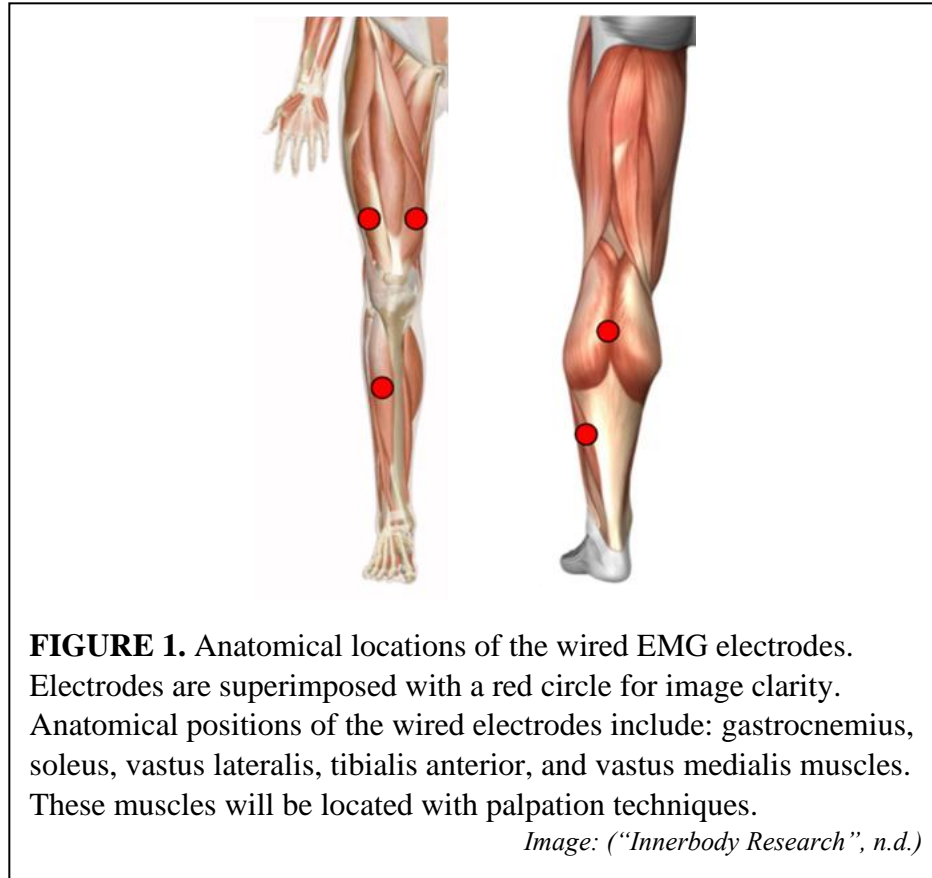 FIGURE 1. Anatomical locations of the wired EMG electrodes.
Electrodes are superimposed with a red circle for image clarity.
Anatomical positions of the wired electrodes include: gastrocnemius,
soleus, vastus lateralis, tibialis anterior, and vastus medialis muscles.
These muscles will be located with palpation techniques.
Image: (“Innerbody Research”, n.d.)